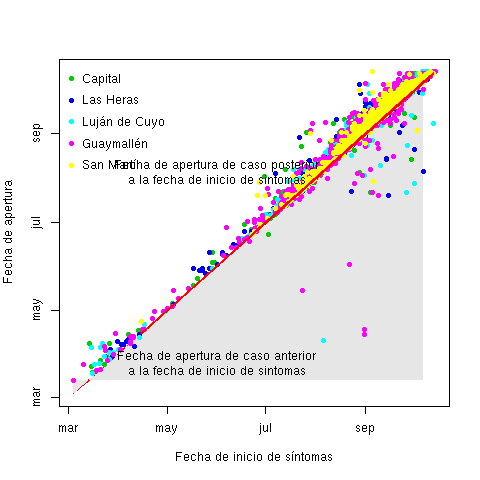 Capital
Las Heras
Luján de Cuyo
Guaymallén
San Martí
Fecha de apertura de caso posterior
a la fecha de inicio de síntomas
Fecha de apertura de caso anterior
a la fecha de inicio de sintomas
mar
may
jul
sep
mar
may
jul
sep
Fecha de inicio de síntomas
Fecha de apertura